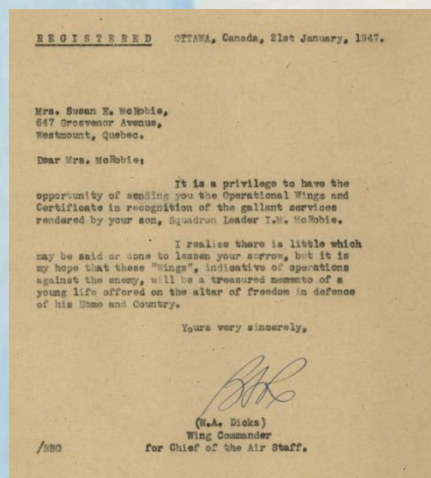 REGISTERED OTTAWA, Canada, 21st January, 1947.
Mrs. Susan E. McRobie,
647 Grosvenor Avenue,
Westmount, Quebec.
Dear Mrs. McRobie:
It is a privilege to have the
opportunity of sending you the Operational Wings and
Certificate in recognition of the gallant services
rendered by your son, Squadron Leader I.M. McRobie.
I realize there is little which
may be said or done to lessen your sorrow, but it is
my hope that these "Wings", indicative of operations
against the enemy, will be a treasured memento of a
young life offered on the altar of freedom in defence
of his Home and Country.
Yours very sincerely,
(W.A. Dicks)
Wing Commander
for Chief of the Air Staff.